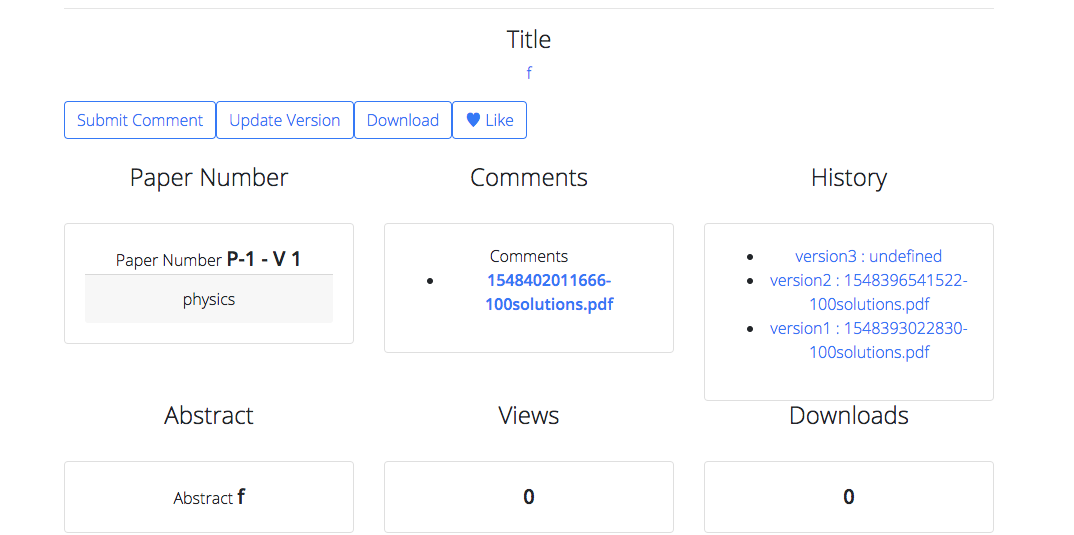 Title
f
Submit Comment Update Version Download Like
Paper Number Comments History
Paper Number P-1 - V 1
physics
Comments
1548402011666-
100solutions.pdf
version3 : undefined
version2 : 1548396541522-
100solutions.pdf
version1 : 1548393022830-
100solutions.pdf
Abstract Views Downloads
Abstract f
0
0